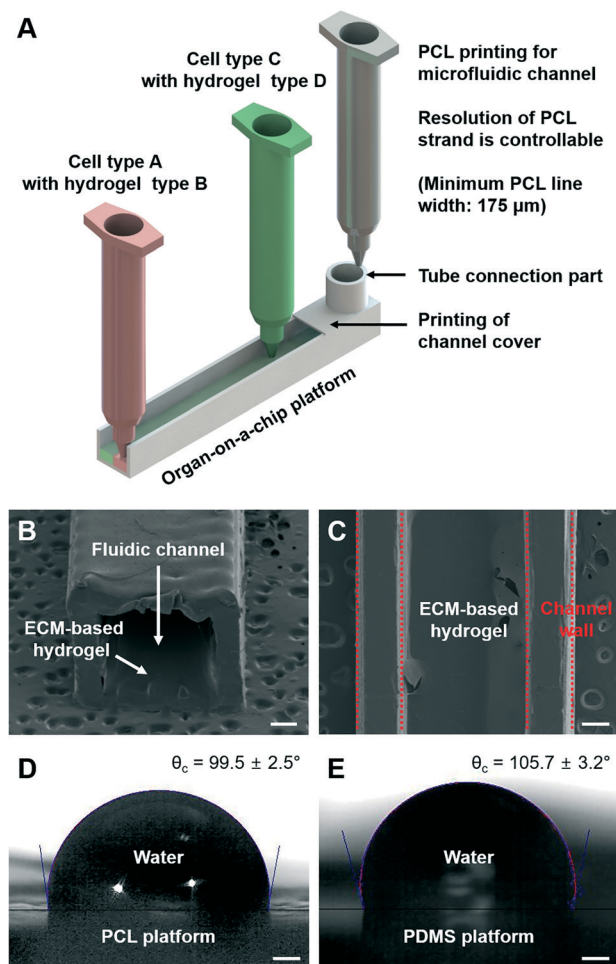 A
Cell type C
with hydrogel type D
PCL printing for
microfluidic channel
Resolution of PCL
strand is controllable
(Minimum PCL line
width: 175 μm)
Cell type A
with hydrogel type B
Tube connection part
Printing of
channel cover
Organ-on-a-chip platform
B
Fluidic channel
ECM-based
hydrogel
C
ECM-based
hydrogel
Channel
wall
D
θc = 99.5 ± 2.5°
Water
PCL platform
E
θc = 105.7 ± 3.2°
Water
PDMS platform